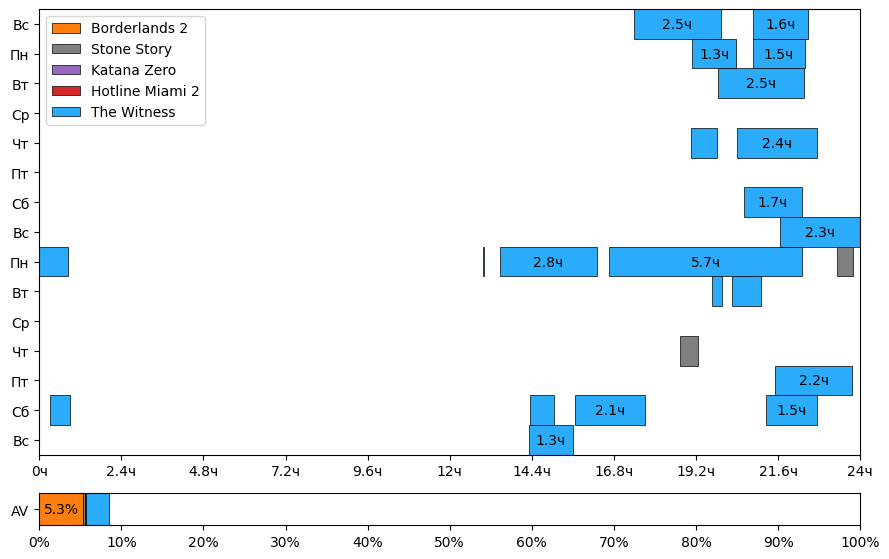 Borderlands 2
Stone Story
Katana Zero
Hotline Miami 2
The Witness
Вс 2.5ч 1.6ч
Пн 1.3ч 1.5ч
Вт 2.5ч
Ср
Чт 2.4ч
Пт
Сб 1.7ч
Вс 2.3ч
Пн 2.8ч 5.7ч
Вт
Ср
Чт
Пт 2.2ч
Сб 2.1ч 1.5ч
Вс 1.3ч
0ч 2.4ч 4.8ч 7.2ч 9.6ч 12ч 14.4ч 16.8ч 19.2ч 21.6ч 24ч
AV 5.3%
0% 10% 20% 30% 40% 50% 60% 70% 80% 90% 100%